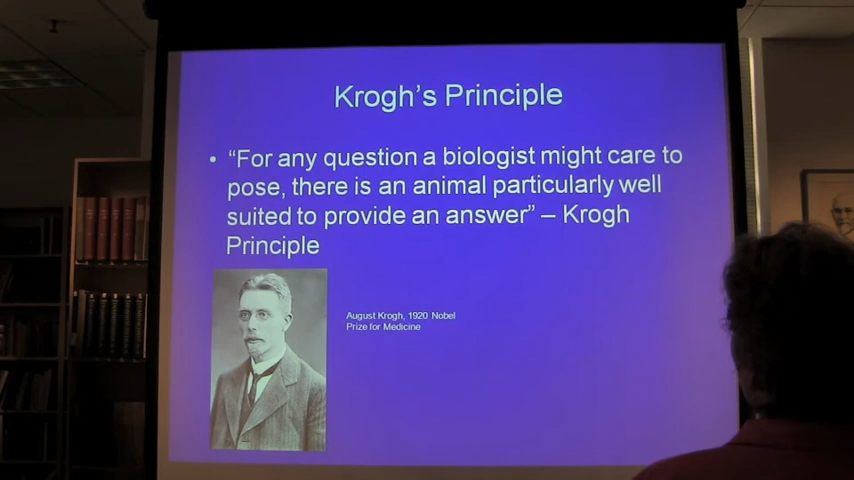 Krogh's Principle
• “For any question a biologist might care to
pose, there is an animal particularly well
suited to provide an answer” – Krogh
Principle
August Krogh, 1920 Nobel
Prize for Medicine